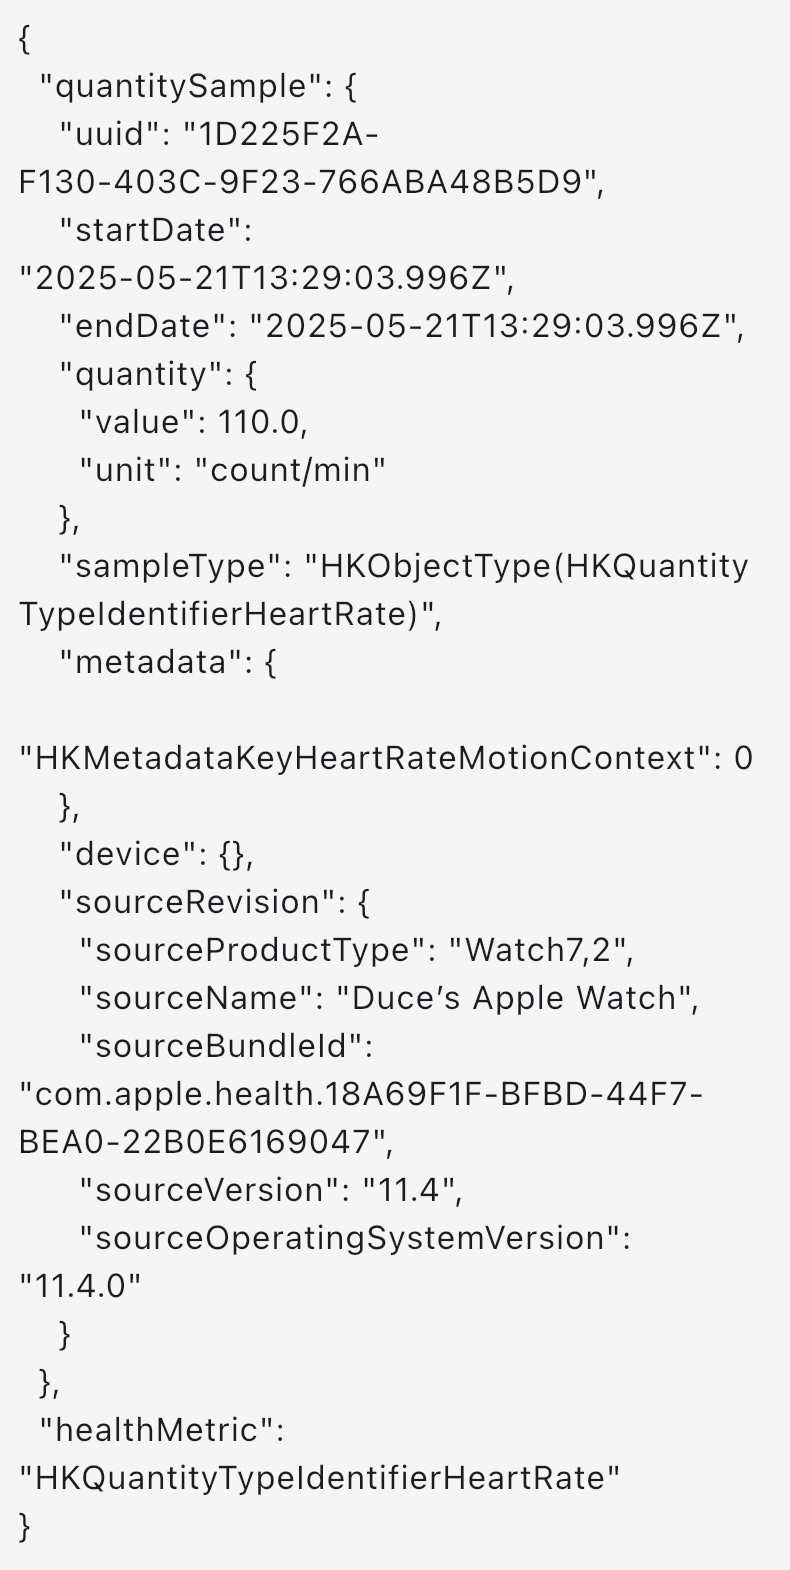 {
"quantitySample": {
"uuid": "1D225F2A-
F130-403C-9F23-766ABA48B5D9",
"startDate":
"2025-05-21T13:29:03.996Z",
"endDate": "2025-05-21T13:29:03.996Z",
"quantity": {
"value": 110.0,
"unit": "count/min"
},
"sampleType": "HKObjectType(HKQuantity
TypeIdentifierHeartRate)",
"metadata": {
"HKMetadataKeyHeartRateMotionContext": 0
},
"device": {},
"sourceRevision": {
"sourceProductType": "Watch7,2",
"sourceName": "Duce’s Apple Watch",
"sourceBundleId":
"com.apple.health.18A69F1F-BFBD-44F7-
BEA0-22B0E6169047",
"sourceVersion": "11.4",
"sourceOperatingSystemVersion":
"11.4.0"
}
},
"healthMetric":
"HKQuantityTypeIdentifierHeartRate"
}